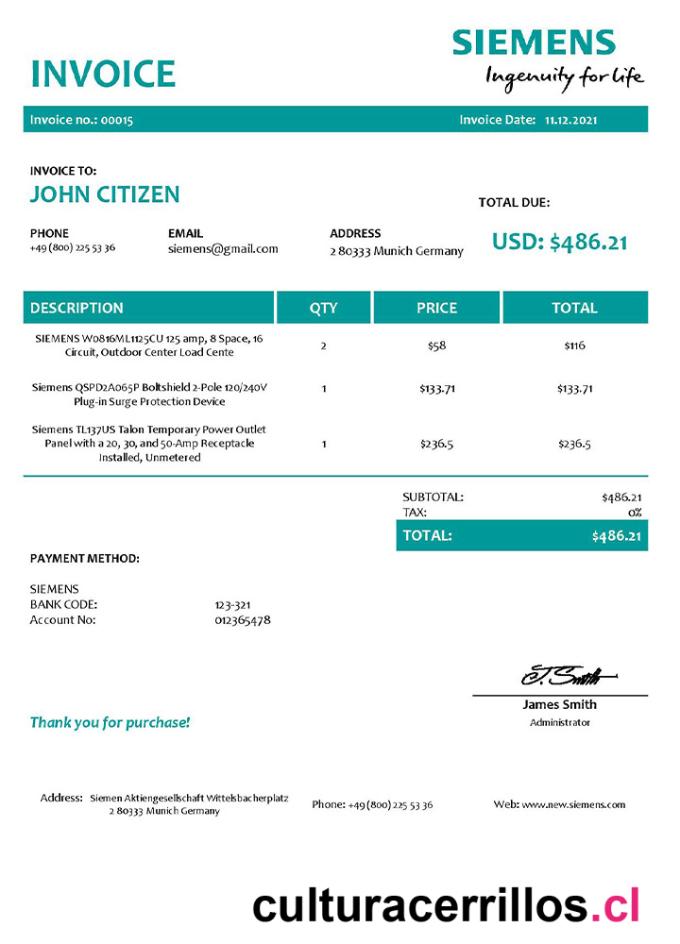 SIEMENS
Ingenuity for life
INVOICE
Invoice no.: 00015 Invoice Date: 11.12.2021
INVOICE TO:
JOHN CITIZEN
TOTAL DUE:
PHONE EMAIL ADDRESS
+49 (800) 225 53 36 siemens@gmail.com 2 80333 Munich Germany
USD: $486.21
DESCRIPTION QTY PRICE TOTAL
SIEMENS W0816ML1125CU 125 amp, 8 Space, 16
Circuit, Outdoor Center Load Cente
2 $58 $116
Siemens QSPD2A065P Boltshield 2-Pole 120/240V
Plug-in Surge Protection Device
1 $133.71 $133.71
Siemens TL137US Talon Temporary Power Outlet
Panel with a 20, 30, and 50-Amp Receptacle
Installed, Unmetered
1 $236.5 $236.5
SUBTOTAL: $486.21
TAX: 0%
TOTAL: $486.21
PAYMENT METHOD:
SIEMENS
BANK CODE: 123-321
Account No: 012365478
J. Smith
James Smith
Administrator
Thank you for purchase!
Address: Siemen Aktiengesellschaft Wittelsbacherplatz
2 80333 Munich Germany
Phone: +49 (800) 225 53 36
Web: www.new.siemens.com
culturacerrillos.cl